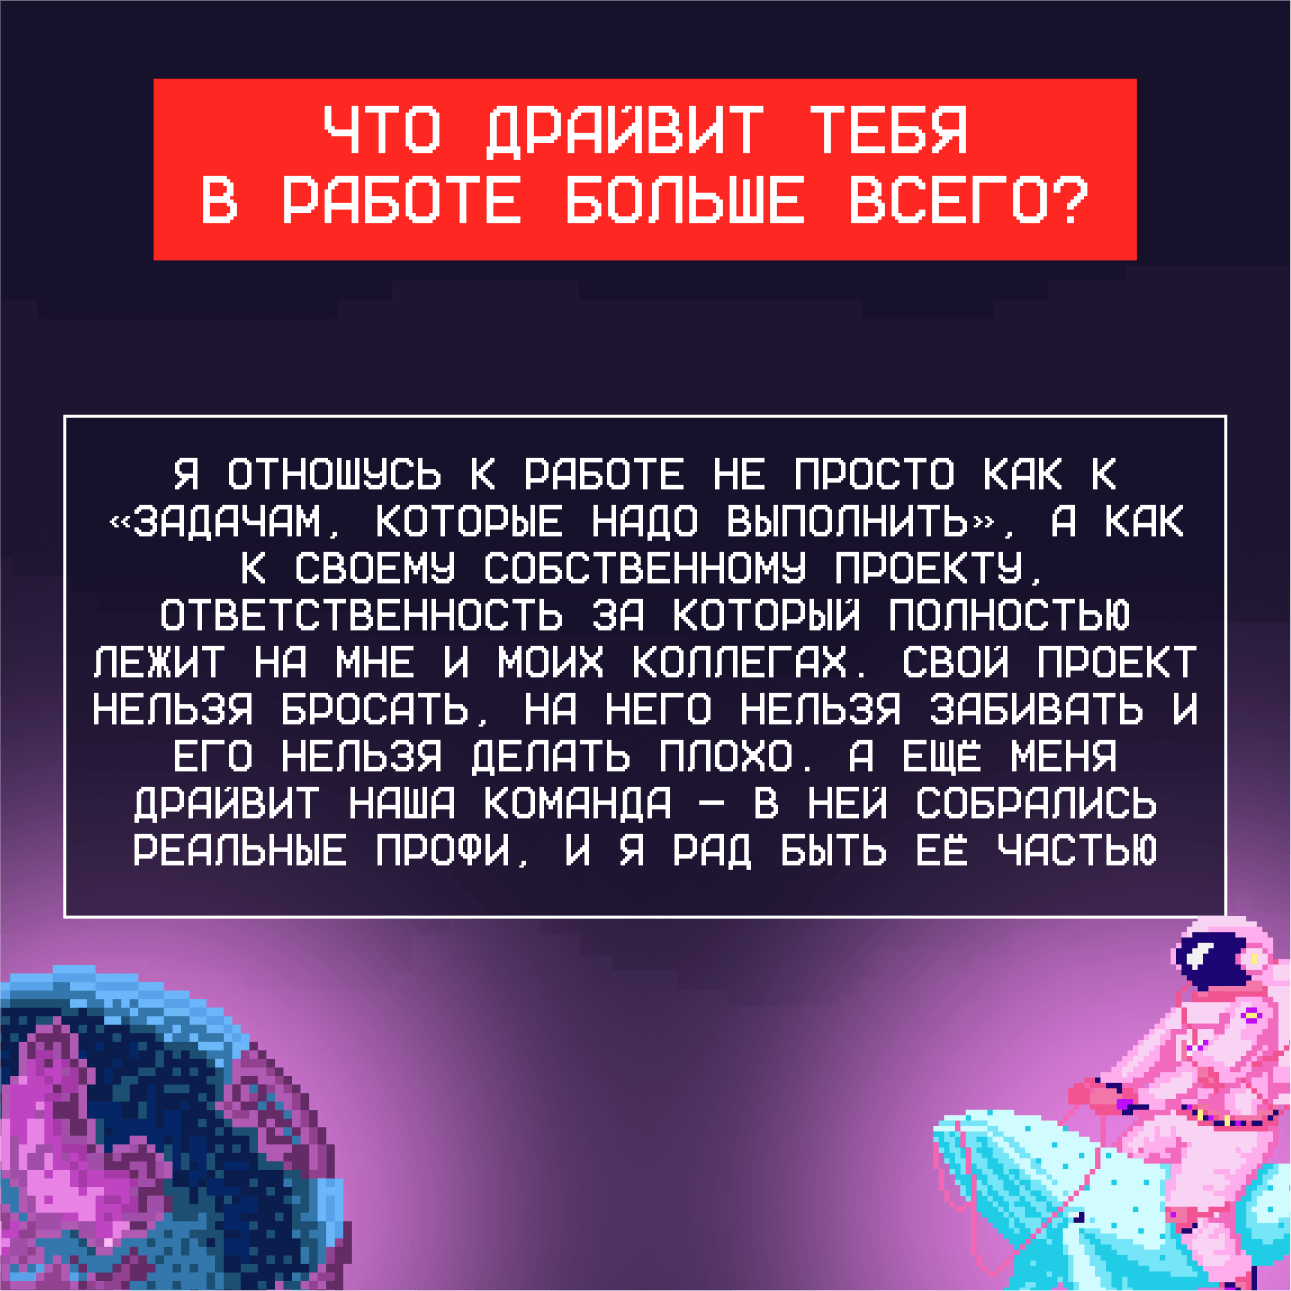 ЧТО ДРАЙВИТ ТЕБЯ
В РАБОТЕ БОЛЬШЕ ВСЕГО?
Я ОТНОШУСЬ К РАБОТЕ НЕ ПРОСТО КАК К
«ЗАДАЧАМ, КОТОРЫЕ НАДО ВЫПОЛНИТЬ», А КАК
К СВОЕМУ СОБСТВЕННОМУ ПРОЕКТУ,
ОТВЕТСТВЕННОСТЬ ЗА КОТОРЫЙ ПОЛНОСТЬЮ
ЛЕЖИТ НА МНЕ И МОИХ КОЛЛЕГАХ. СВОЙ ПРОЕКТ
НЕЛЬЗЯ БРОСАТЬ, НА НЕГО НЕЛЬЗЯ ЗАБИВАТЬ И
ЕГО НЕЛЬЗЯ ДЕЛАТЬ ПЛОХО. А ЕЩЁ МЕНЯ
ДРАЙВИТ НАША КОМАНДА — В НЕЙ СОБРАЛИСЬ
РЕАЛЬНЫЕ ПРОФИ, И Я РАД БЫТЬ ЕЁ ЧАСТЬЮ